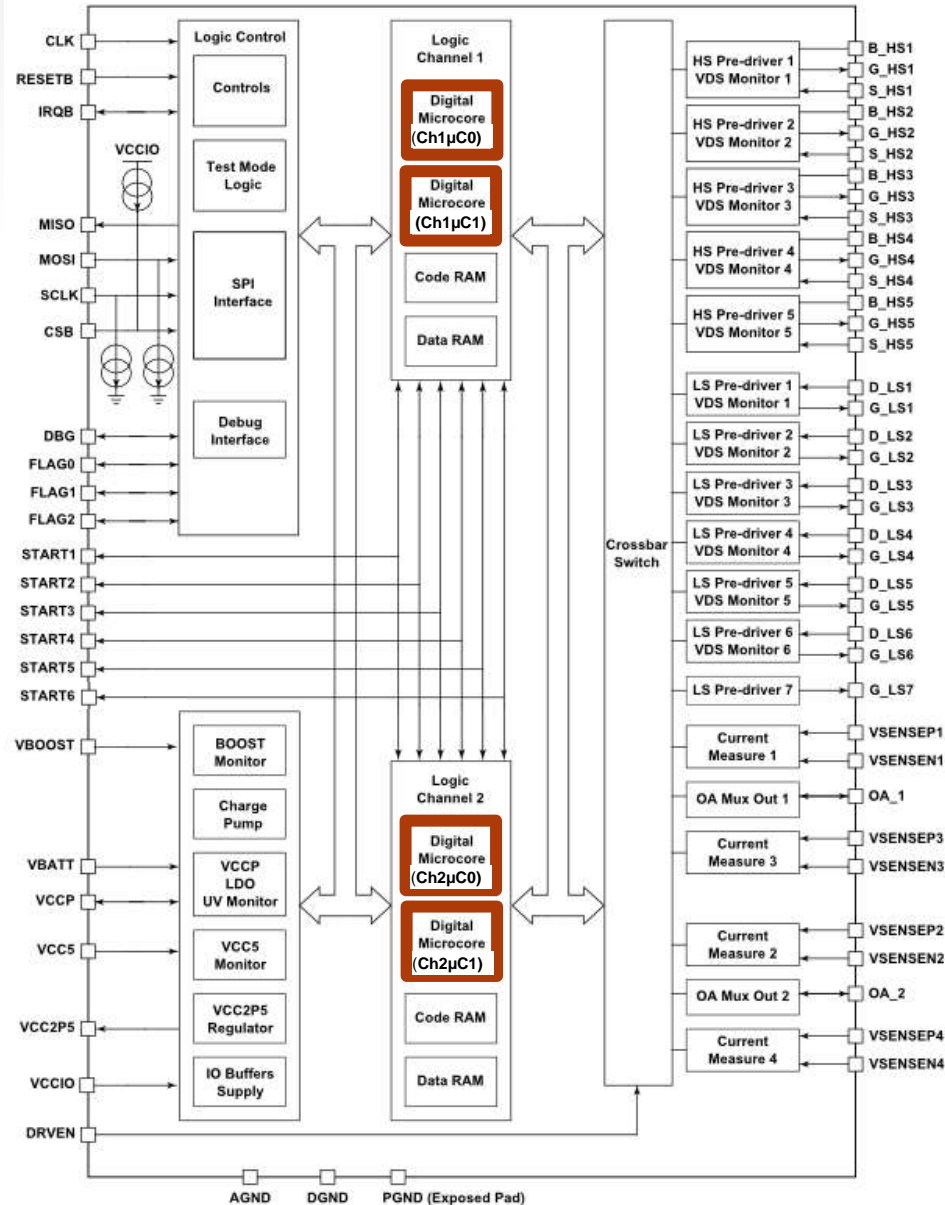 CLK
RESETB
IRQB
VCCIO
MISO
MOSI
SCLK
CSB
DBG
FLAG0
FLAG1
FLAG2
START1
START2
START3
START4
START5
START6
VBOOST
VBATT
VCCP
VCC5
VCC2P5
VCCIO
DRVEN
Logic Control
Controls
Test Mode
Logic
SPI
Interface
Debug
Interface
BOOST
Monitor
Charge
Pump
VCCP
LDO
UV Monitor
VCC5
Monitor
VCC2P5
Regulator
IO Buffers
Supply
Logic
Channel 1
Digital
Microcore
(Ch1µC0)
Digital
Microcore
(Ch1µC1)
Code RAM
Data RAM
Logic
Channel 2
Digital
Microcore
(Ch2µC0)
Digital
Microcore
(Ch2µC1)
Code RAM
Data RAM
Crossbar
Switch
HS Pre-driver 1
VDS Monitor 1
HS Pre-driver 2
VDS Monitor 2
HS Pre-driver 3
VDS Monitor 3
HS Pre-driver 4
VDS Monitor 4
HS Pre-driver 5
VDS Monitor 5
LS Pre-driver 1
VDS Monitor 1
LS Pre-driver 2
VDS Monitor 2
LS Pre-driver 3
VDS Monitor 3
LS Pre-driver 4
VDS Monitor 4
LS Pre-driver 5
VDS Monitor 5
LS Pre-driver 6
VDS Monitor 6
LS Pre-driver 7
Current
Measure 1
OA Mux Out 1
Current
Measure 3
Current
Measure 2
OA Mux Out 2
Current
Measure 4
B_HS1
G_HS1
S_HS1
B_HS2
G_HS2
S_HS2
B_HS3
G_HS3
S_HS3
B_HS4
G_HS4
S_HS4
B_HS5
G_HS5
S_HS5
D_LS1
G_LS1
D_LS2
G_LS2
D_LS3
G_LS3
D_LS4
G_LS4
D_LS5
G_LS5
D_LS6
G_LS6
G_LS7
VSENSEP1
VSENSEN1
OA_1
VSENSEP3
VSENSEN3
VSENSEP2
VSENSEN2
OA_2
VSENSEP4
VSENSEN4
AGND
DGND
PGND (Exposed Pad)